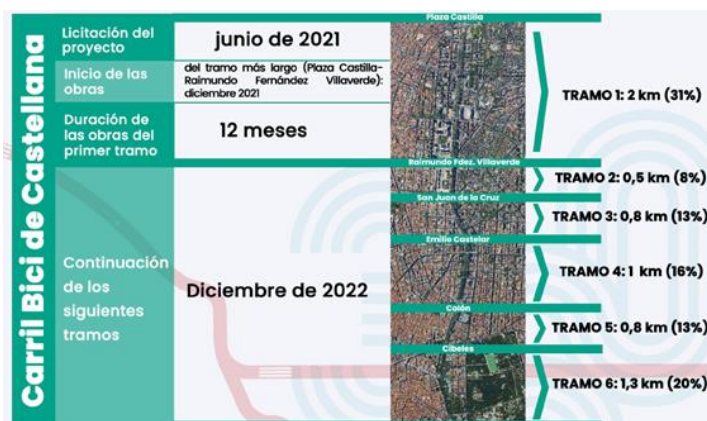 Carril Bici de Castellana
Licitación del
proyecto
junio de 2021
Inicio de las
obras
del tramo más largo (Plaza Castilla-
Raimundo Fernández Villaverde):
diciembre 2021
Duración de
las obras del
primer tramo
12 meses
Continuación
de los
siguientes
tramos
Diciembre de 2022
Plaza Castilla
TRAMO 1: 2 km (31%)
Raimundo Fdez. Villaverde
TRAMO 2: 0,5 km (8%)
San Juan de la Cruz
TRAMO 3: 0,8 km (13%)
Emilio Castelar
TRAMO 4: 1 km (16%)
Colón
TRAMO 5: 0,8 km (13%)
Cibeles
TRAMO 6: 1,3 km (20%)